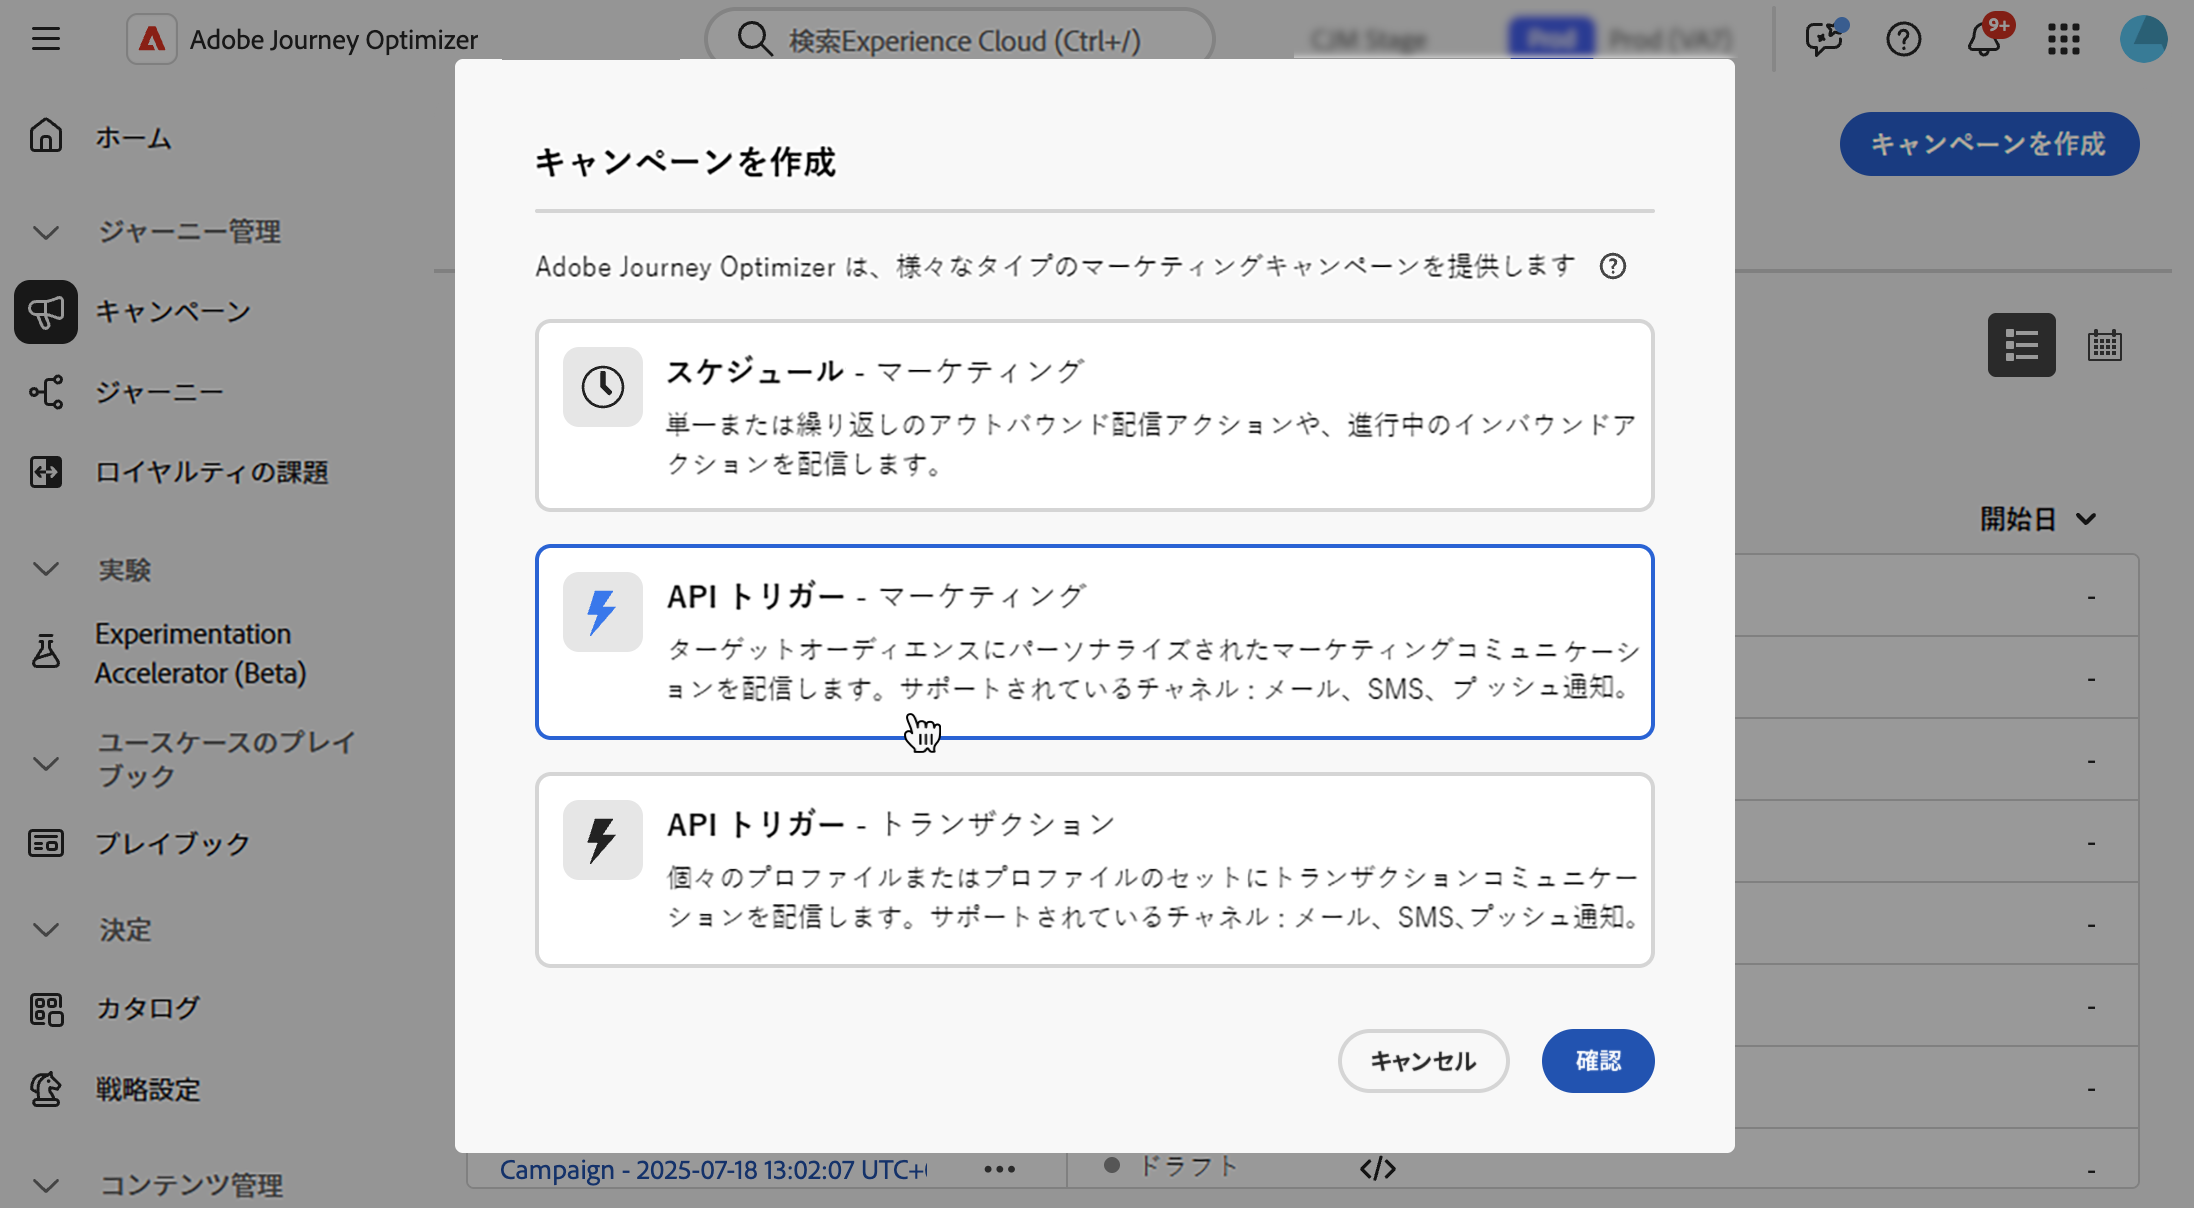 Adobe Journey Optimizer
検索Experience Cloud (Ctrl+/)
CJM Stage
Prod
Prod (VA7)
9+
ホーム
ジャーニー管理
キャンペーン
ジャーニー
ロイヤルティの課題
実験
Experimentation
Accelerator (Beta)
ユースケースのプレイ
ブック
プレイブック
決定
カタログ
戦略設定
コンテンツ管理
キャンペーンを作成
キャンペーンを作成
Adobe Journey Optimizer は、様々なタイプのマーケティングキャンペーンを提供します
スケジュール - マーケティング
単一または繰り返しのアウトバウンド配信アクションや、進行中のインバウンドア
クションを配信します。
API トリガー - マーケティング
ターゲットオーディエンスにパーソナライズされたマーケティングコミュニケーシ
ョンを配信します。サポートされているチャネル : メール、SMS、プッシュ通知。
API トリガー - トランザクション
個々のプロファイルまたはプロファイルのセットにトランザクションコミュニケー
ションを配信します。サポートされているチャネル : メール、SMS、プッシュ通知。
キャンセル
確認
開始日
-
-
-
-
-
-
-
Campaign - 2025-07-18 13:02:07 UTC+
ドラフト
-